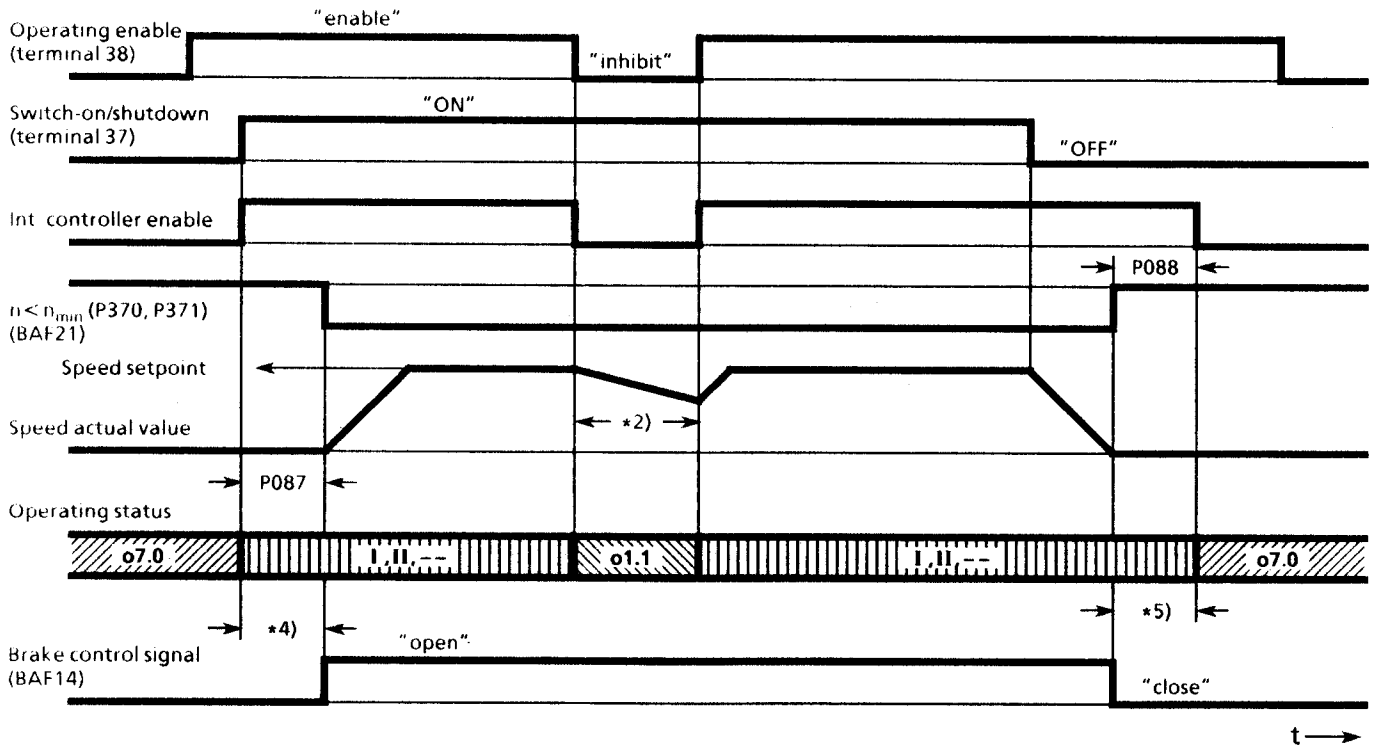 Operating enable
(terminal 38)
"enable"
"inhibit"
Switch-on/shutdown
(terminal 37)
"ON"
"OFF"
Int controller enable
P088
n < nmin (P370, P371)
(BAF21)
Speed setpoint
*2)
Speed actual value
P087
Operating status
o7.0
I, II, --
o1.1
I, II, --
o7.0
*4)
*5)
Brake control signal
(BAF14)
"open"
"close"
t